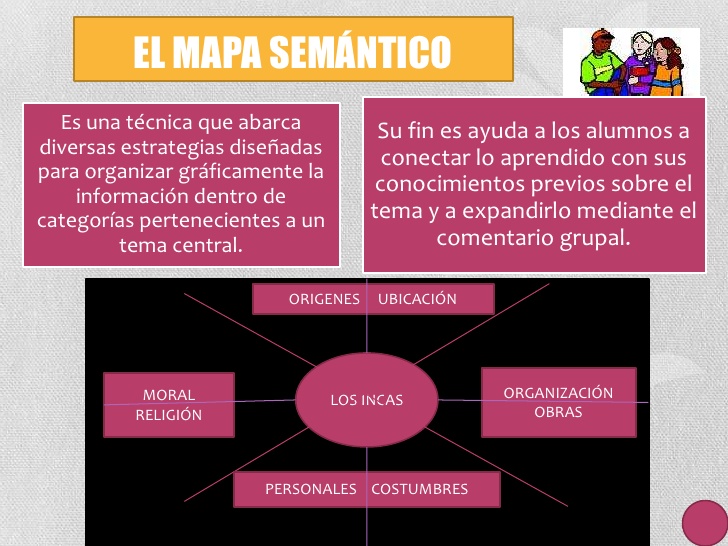 EL MAPA SEMÁNTICO
Es una técnica que abarca
diversas estrategias diseñadas
para organizar gráficamente la
información dentro de
categorías pertenecientes a un
tema central.
Su fin es ayuda a los alumnos a
conectar lo aprendido con sus
conocimientos previos sobre el
tema y a expandirlo mediante el
comentario grupal.
ORIGENES UBICACIÓN
MORAL
RELIGIÓN
LOS INCAS
ORGANIZACIÓN
OBRAS
PERSONALES COSTUMBRES